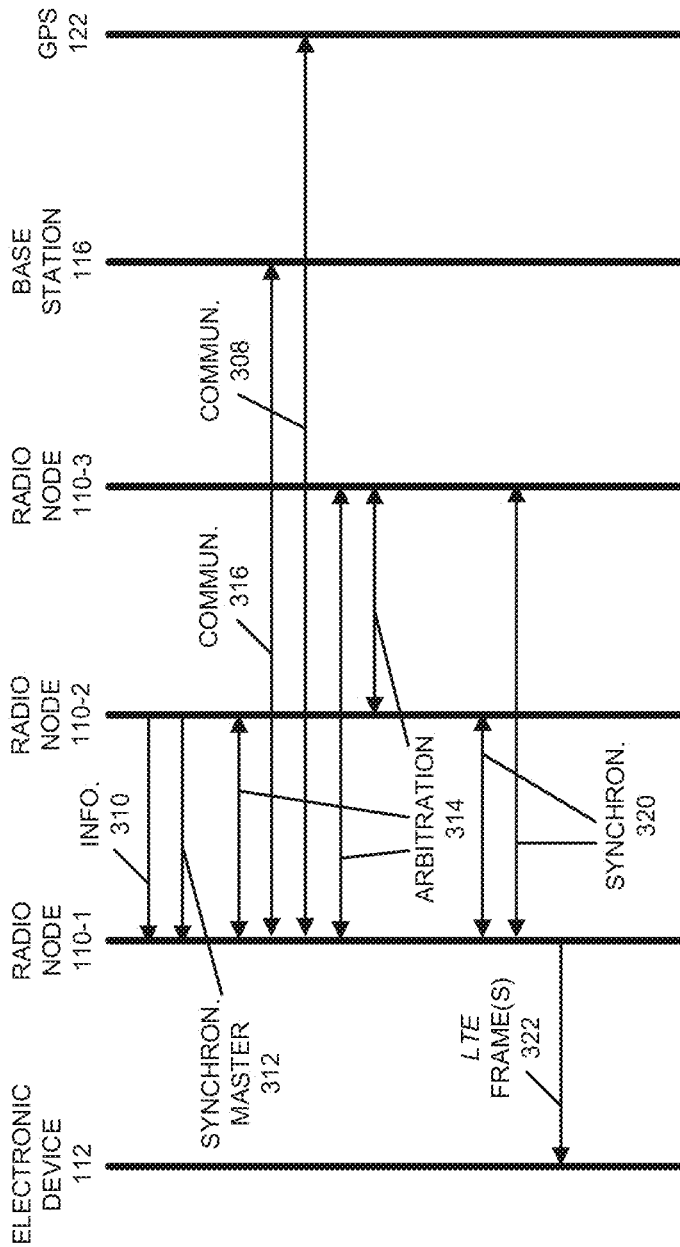 ELECTRONIC
DEVICE
112
RADIO
NODE
110-1
RADIO
NODE
110-2
RADIO
NODE
110-3
BASE
STATION
116
GPS
122
INFO.
310
SYNCHRON.
MASTER
312
COMMUN.
316
COMMUN.
308
ARBITRATION
314
SYNCHRON.
320
LTE
FRAME(S)
322